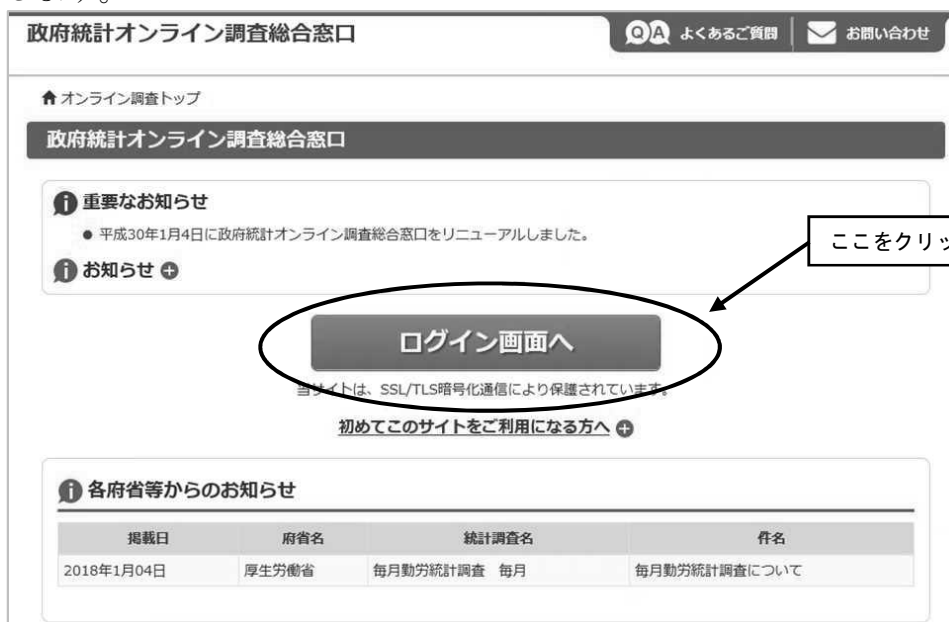 政府統計オンライン調査総合窓口
QA よくあるご質問
お問い合わせ
オンライン調査トップ
政府統計オンライン調査総合窓口
重要なお知らせ
● 平成30年1月4日に政府統計オンライン調査総合窓口をリニューアルしました。
お知らせ
ここをクリッ
ログイン画面へ
当サイトは、SSL/TLS暗号化通信により保護されています。
初めてこのサイトをご利用になる方へ
各府省等からのお知らせ
掲載日 府省名 統計調査名 件名
2018年1月04日 厚生労働省 毎月勤労統計調査 毎月 毎月勤労統計調査について